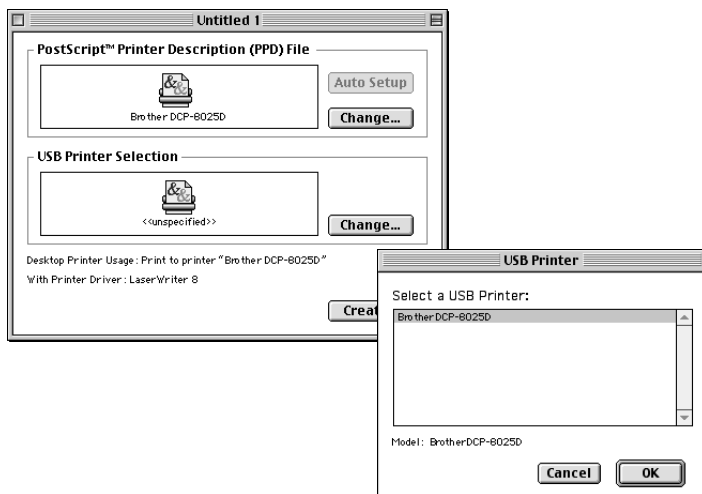 Untitled 1
PostScript™ Printer Description (PPD) File
Brother DCP-8025D
Auto Setup
Change...
USB Printer Selection
<<unspecified>>
Change...
Desktop Printer Usage: Print to printer "Brother DCP-8025D"
With Printer Driver: LaserWriter 8
Creat
USB Printer
Select a USB Printer:
Brother DCP-8025D
Model: BrotherDCP-8025D
Cancel
OK